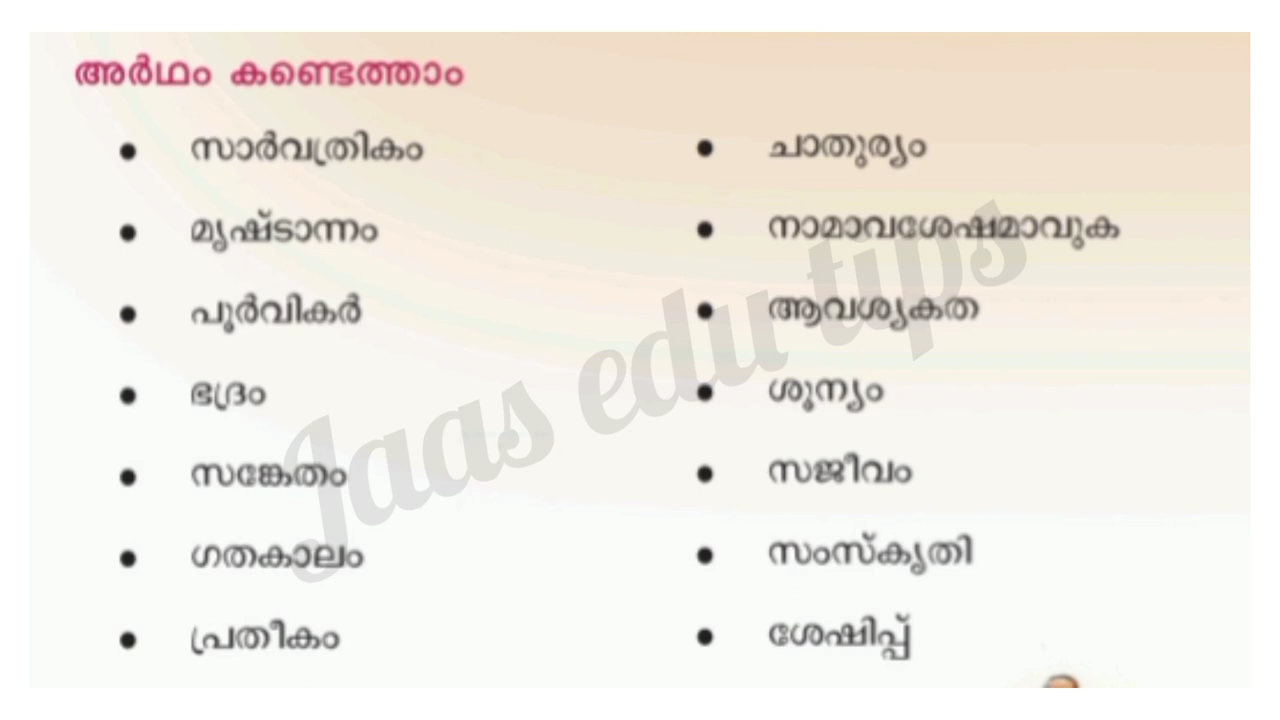 അർഥം കണ്ടെത്താം
• സാർവത്രികം
• മൃഷ്ടാന്നം
• പൂർവികർ
• ഭദ്രം
• സങ്കേതം
• ഗതകാലം
• പ്രതീകം
• ചാതുര്യം
• നാമാവശേഷമാവുക
• ആവശ്യകത
• ശൂന്യം
• സജീവം
• സംസ്കൃതി
• ശേഷിപ്പ്
Jaas edu tips